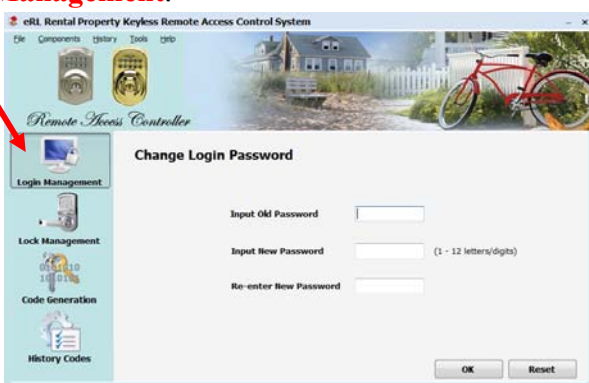 Management.
eRL Rental Property Keyless Remote Access Control System
File Components History Tools Help
Remote Access Controller
Login Management
Change Login Password
Input Old Password
Lock Management
Input New Password (1 - 12 letters/digits)
Re-enter New Password
Code Generation
History Codes
OK Reset